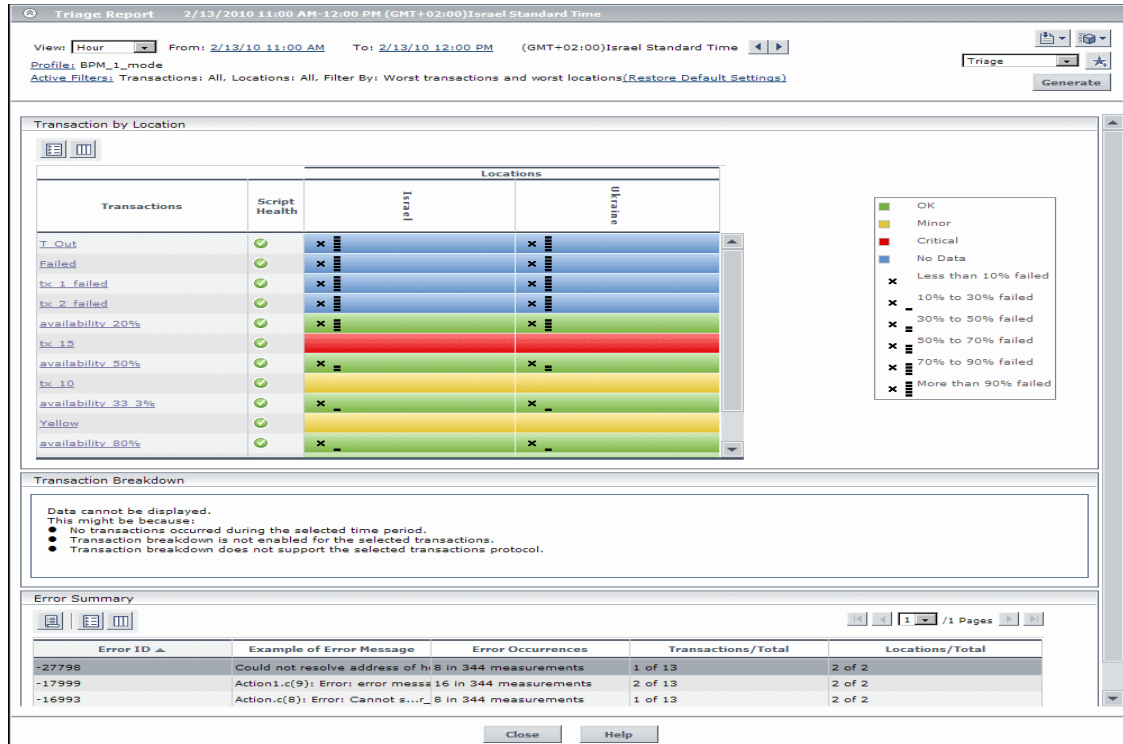 Triage Report 2/13/2010 11:00 AM-12:00 PM (GMT+02:00)Israel Standard Time
View: Hour From: 2/13/10 11:00 AM To: 2/13/10 12:00 PM (GMT+02:00)Israel Standard Time
Profile: BPM_1_mode
Triage
Active Filters: Transactions: All, Locations: All, Filter By: Worst transactions and worst locations(Restore Default Settings)
Generate
Transaction by Location
Locations
Transactions Script Health Israel Ukraine
T_Out
Failed
tx_1_failed
tx_2_failed
availability_20%
tx_15
availability_50%
tx_10
availability_33_3%
Yellow
availability_80%
OK
Minor
Critical
No Data
Less than 10% failed
10% to 30% failed
30% to 50% failed
50% to 70% failed
70% to 90% failed
More than 90% failed
Transaction Breakdown
Data cannot be displayed.
This might be because:
No transactions occurred during the selected time period.
Transaction breakdown is not enabled for the selected transactions.
Transaction breakdown does not support the selected transactions protocol.
Error Summary
1 /1 Pages
Error ID Example of Error Message Error Occurrences Transactions/Total Locations/Total
-27798 Could not resolve address of h 8 in 344 measurements 1 of 13 2 of 2
-17999 Action1.c(9): Error: error messa 16 in 344 measurements 2 of 13 2 of 2
-16993 Action.c(8): Error: Cannot s...r_ 8 in 344 measurements 1 of 13 2 of 2
Close Help